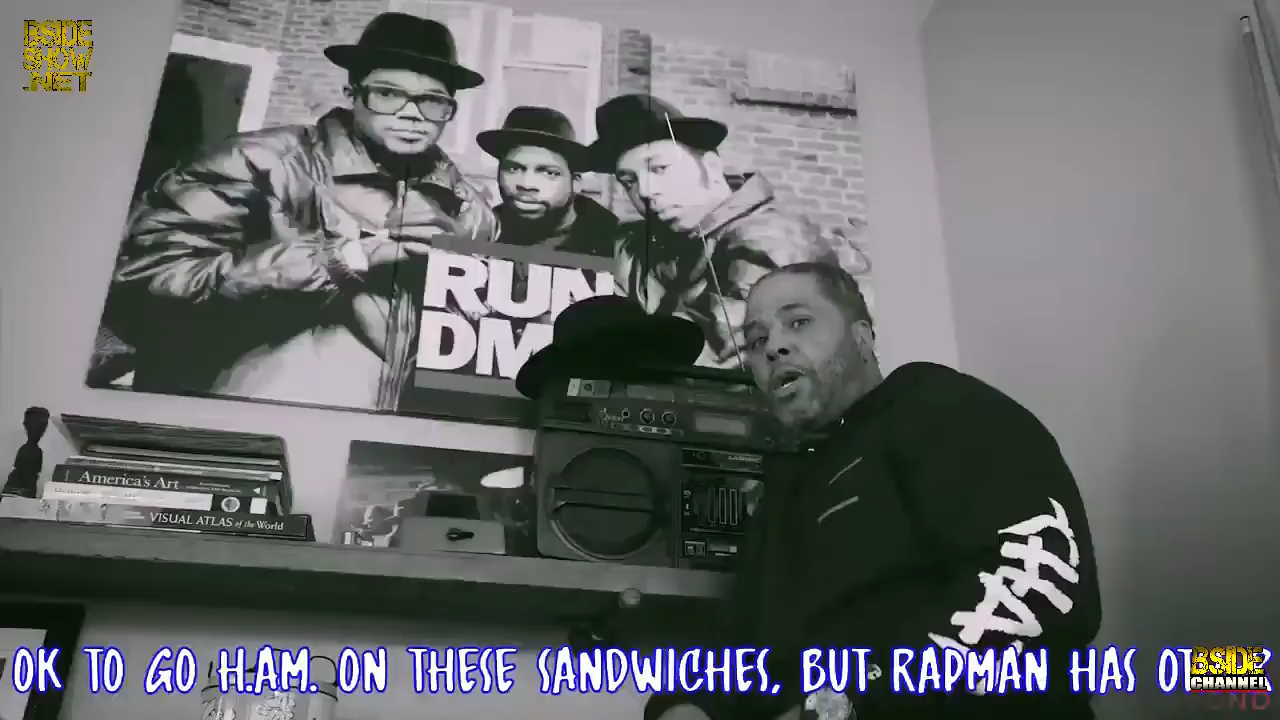 BSIDE
SHOW
.NET
RUN
DM
America's Art
VISUAL ATLAS of the World
THA
OK TO GO H.AM. ON THESE SANDWICHES, BUT RAPMAN HAS
BSIDE
CHANNEL